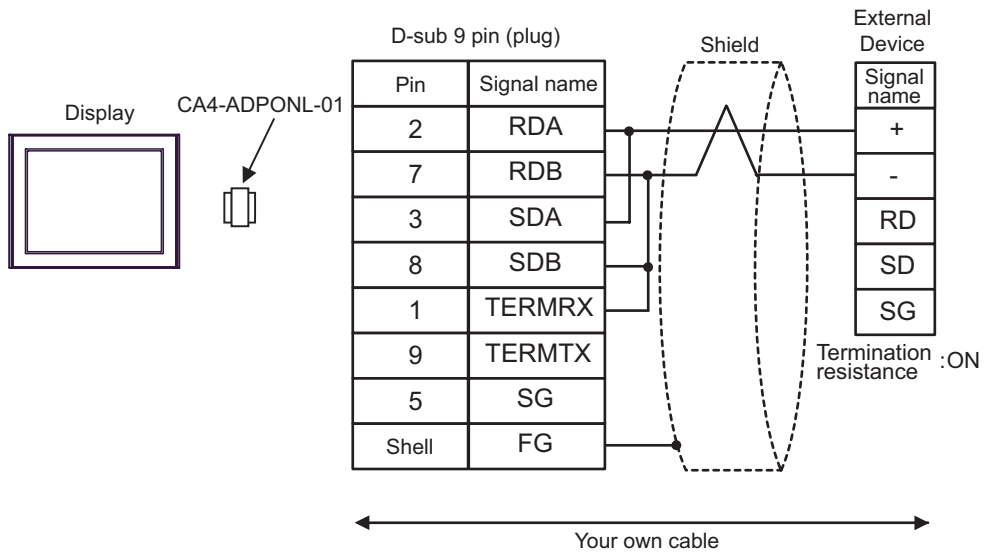 Display
CA4-ADPONL-01
D-sub 9 pin (plug)
Pin Signal name
2 RDA
7 RDB
3 SDA
8 SDB
1 TERMRX
9 TERMTX
5 SG
Shell FG
Shield
External
Device
Signal
name
+
-
RD
SD
SG
Termination :ON
resistance
Your own cable